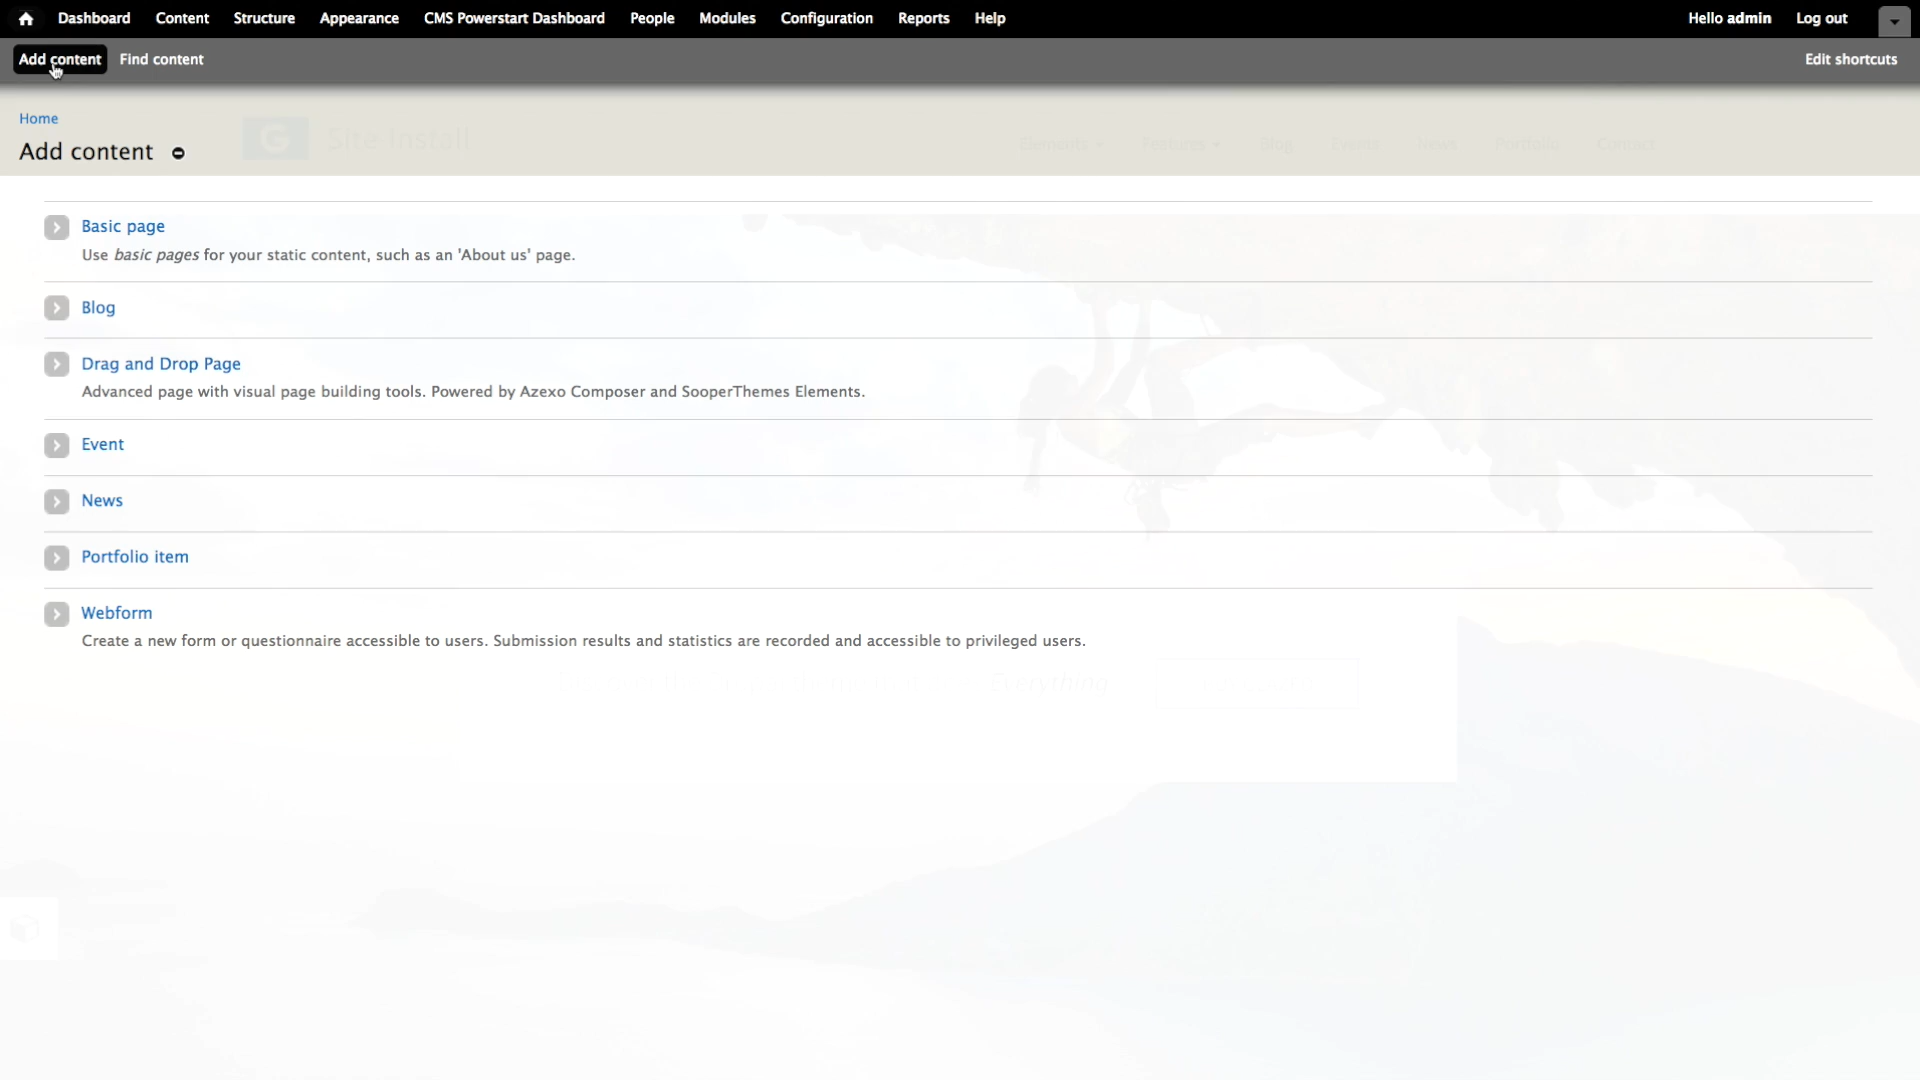 Dashboard Content Structure Appearance CMS Powerstart Dashboard People Modules Configuration Reports Help Hello admin Log out
Add content Find content Edit shortcuts
Home
Add content
Site Install
Elements Features Blog Events News Portfolio Contact
Basic page
Use basic pages for your static content, such as an 'About us' page.
Blog
Drag and Drop Page
Advanced page with visual page building tools. Powered by Azexo Composer and SooperThemes Elements.
Event
News
Portfolio item
Webform
Create a new form or questionnaire accessible to users. Submission results and statistics are recorded and accessible to privileged users.